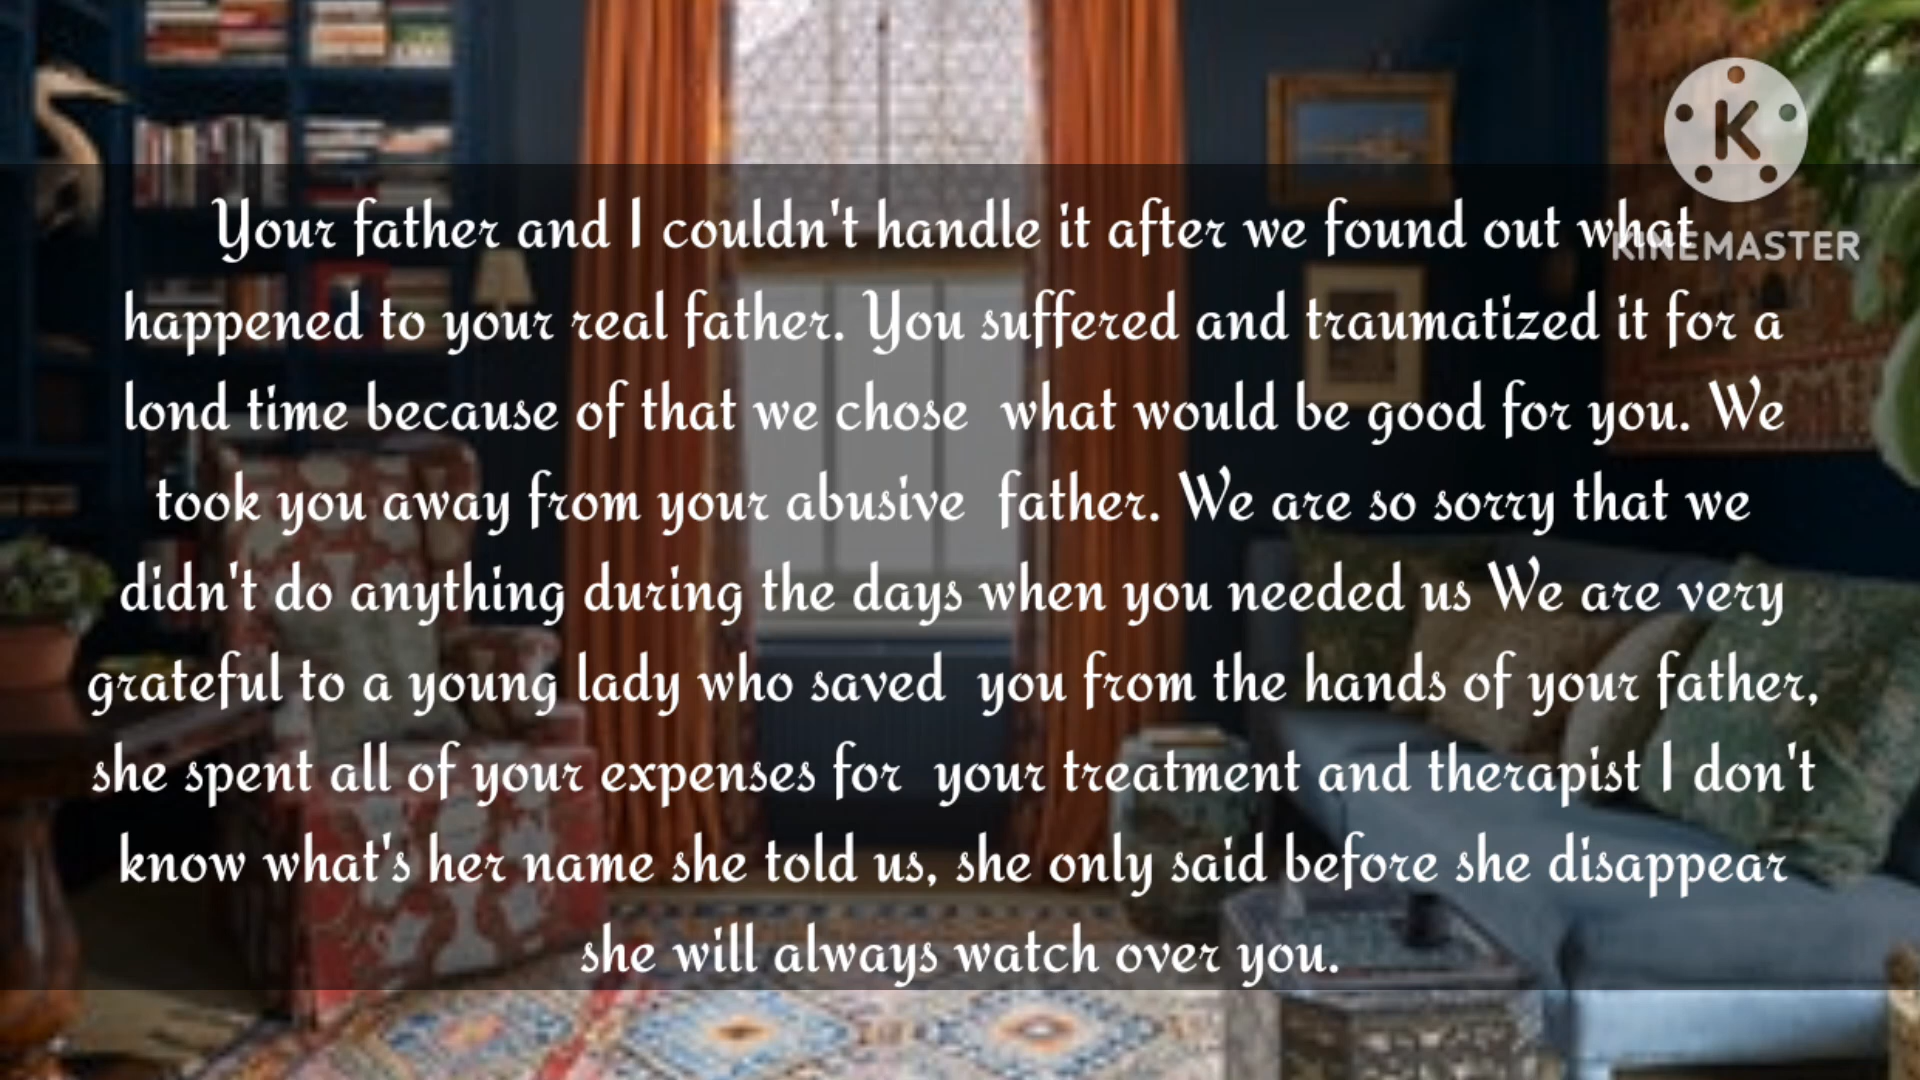 Your father and I couldn't handle it after we found out what
KINEMASTER
happened to your real father. You suffered and traumatized it for a
lond time because of that we chose what would be good for you. We
took you away from your abusive father. We are so sorry that we
didn't do anything during the days when you needed us We are very
grateful to a young lady who saved you from the hands of your father,
she spent all of your expenses for your treatment and therapist I don't
know what's her name she told us, she only said before she disappear
she will always watch over you.